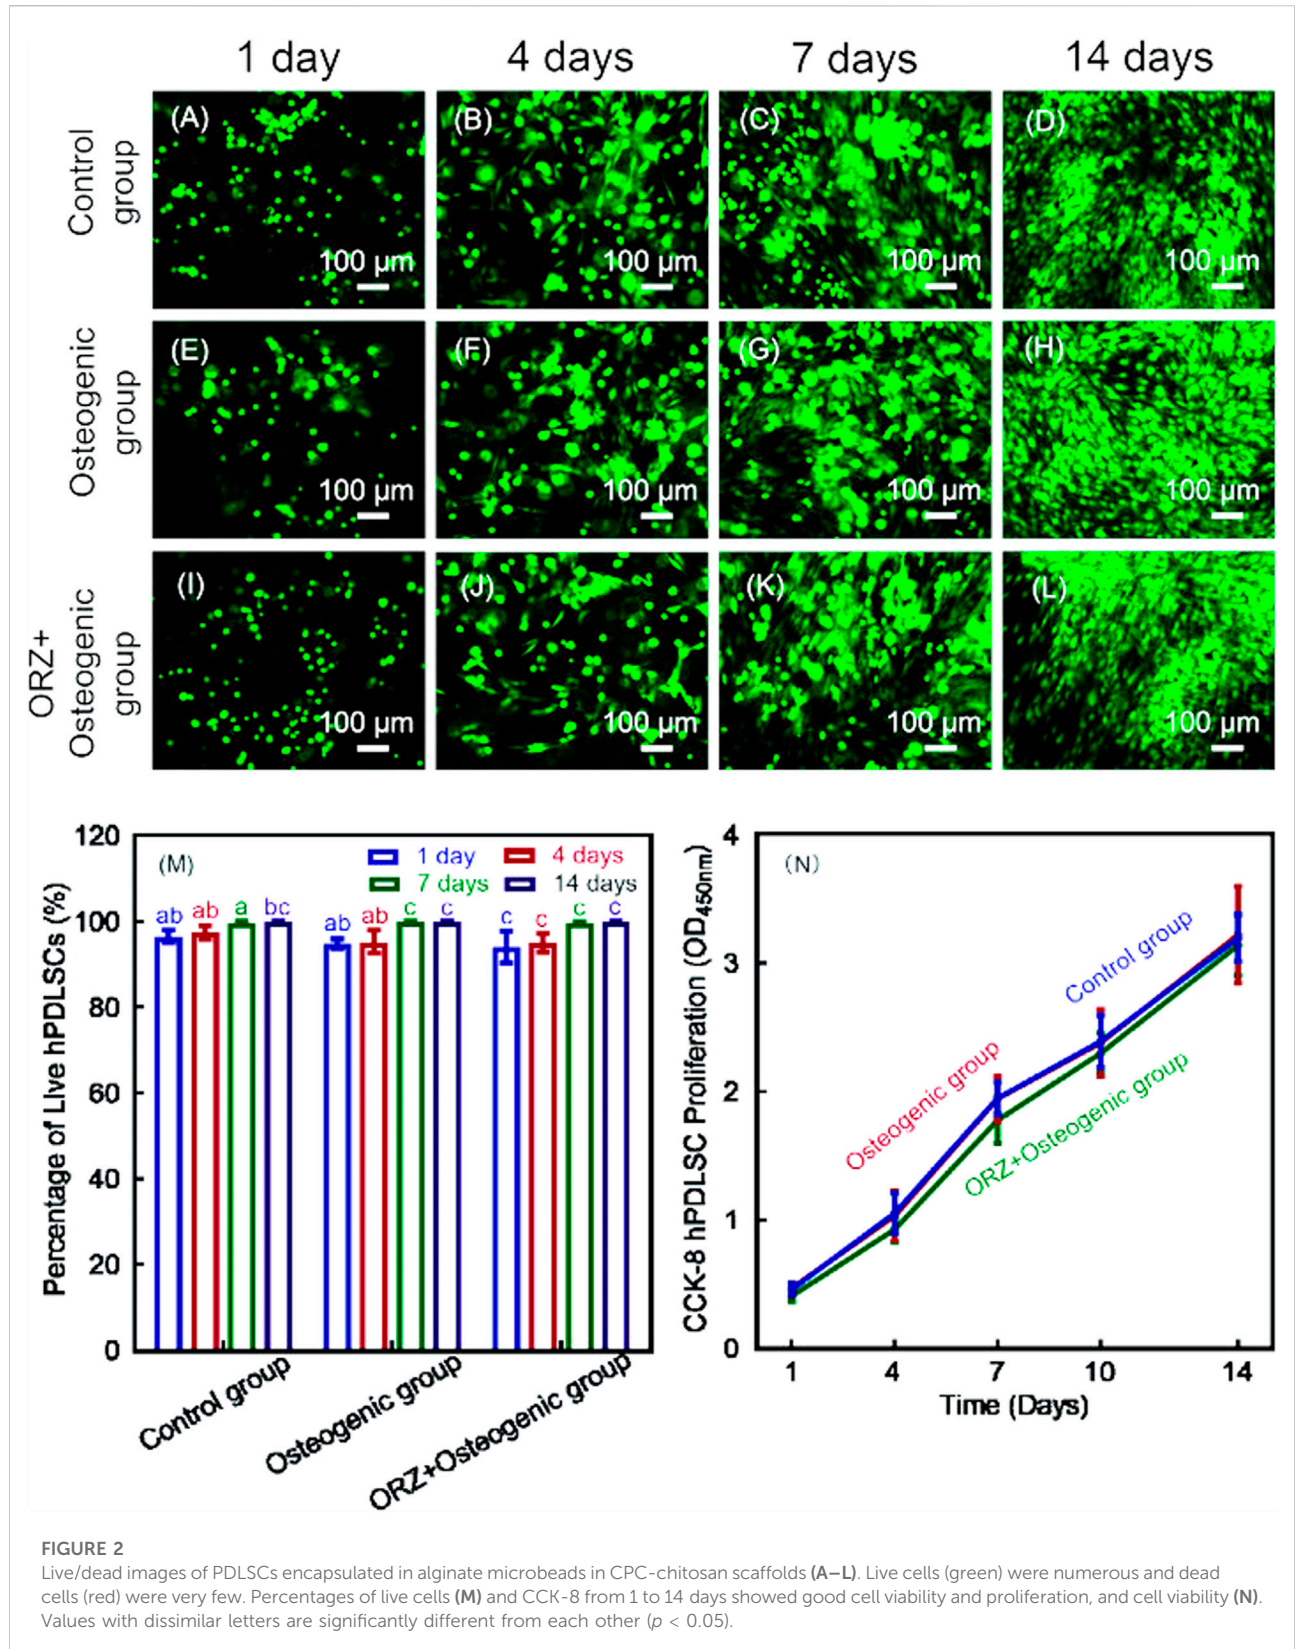 1 day 4 days 7 days 14 days
Control
group
(A) (B) (C) (D)
100 μm 100 μm 100 μm 100 μm
Osteogenic
group
(E) (F) (G) (H)
100 μm 100 μm 100 μm 100 μm
ORZ+
Osteogenic
group
(I) (J) (K) (L)
100 μm 100 μm 100 μm 100 μm
(M)
1 day 4 days
7 days 14 days
Percentage of Live hPDLSCs (%)
120
100
80
60
40
20
0
ab ab a bc ab ab c c c c c c
Control group
Osteogenic group
ORZ+Osteogenic group
(N)
CCK-8 hPDLSC Proliferation (OD450nm)
4
3
2
1
0
Control group
Osteogenic group
ORZ+Osteogenic group
1 4 7 10 14
Time (Days)
FIGURE 2
Live/dead images of PDLSCs encapsulated in alginate microbeads in CPC-chitosan scaffolds (A–L). Live cells (green) were numerous and dead
cells (red) were very few. Percentages of live cells (M) and CCK-8 from 1 to 14 days showed good cell viability and proliferation, and cell viability (N).
Values with dissimilar letters are significantly different from each other (p < 0.05).